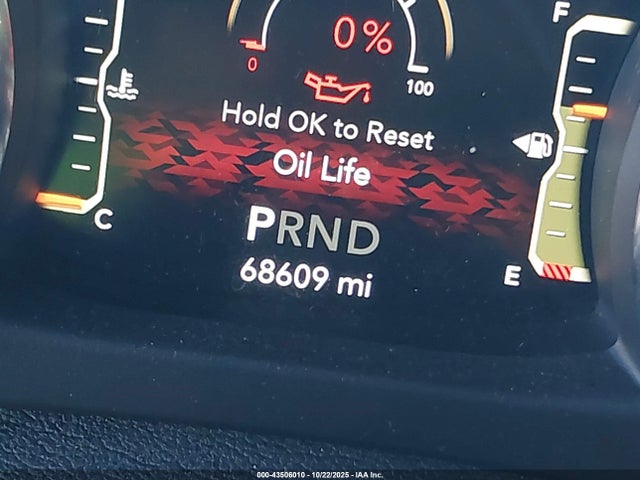 F
0%
0
100
Hold OK to Reset
Oil Life
C
PRND
E
68609 mi
000-43506010 - 10/22/2025 - IAA Inc.